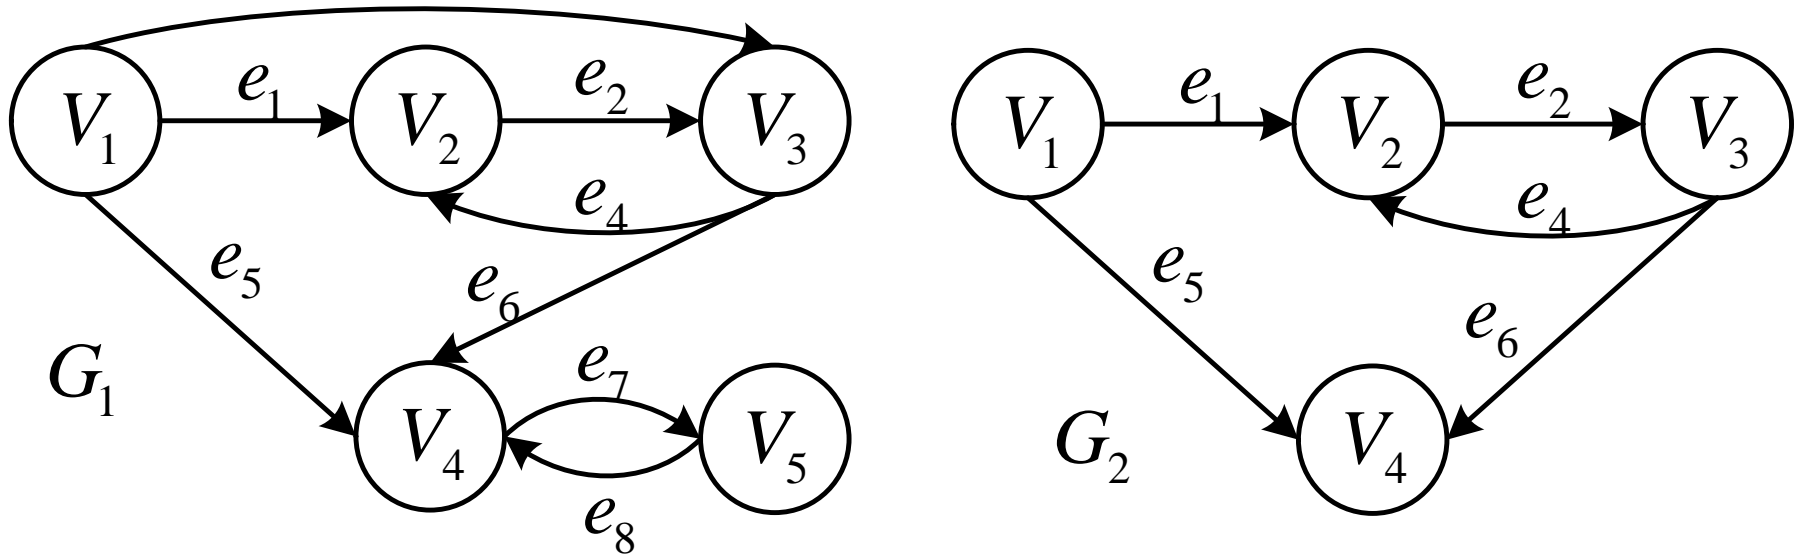 V₁ e₁ V₂ e₂ V₃
e₄
e₅
e₆
G₁
V₄ e₇ V₅
e₈
V₁ e₁ V₂ e₂ V₃
e₄
e₅
e₆
G₂
V₄